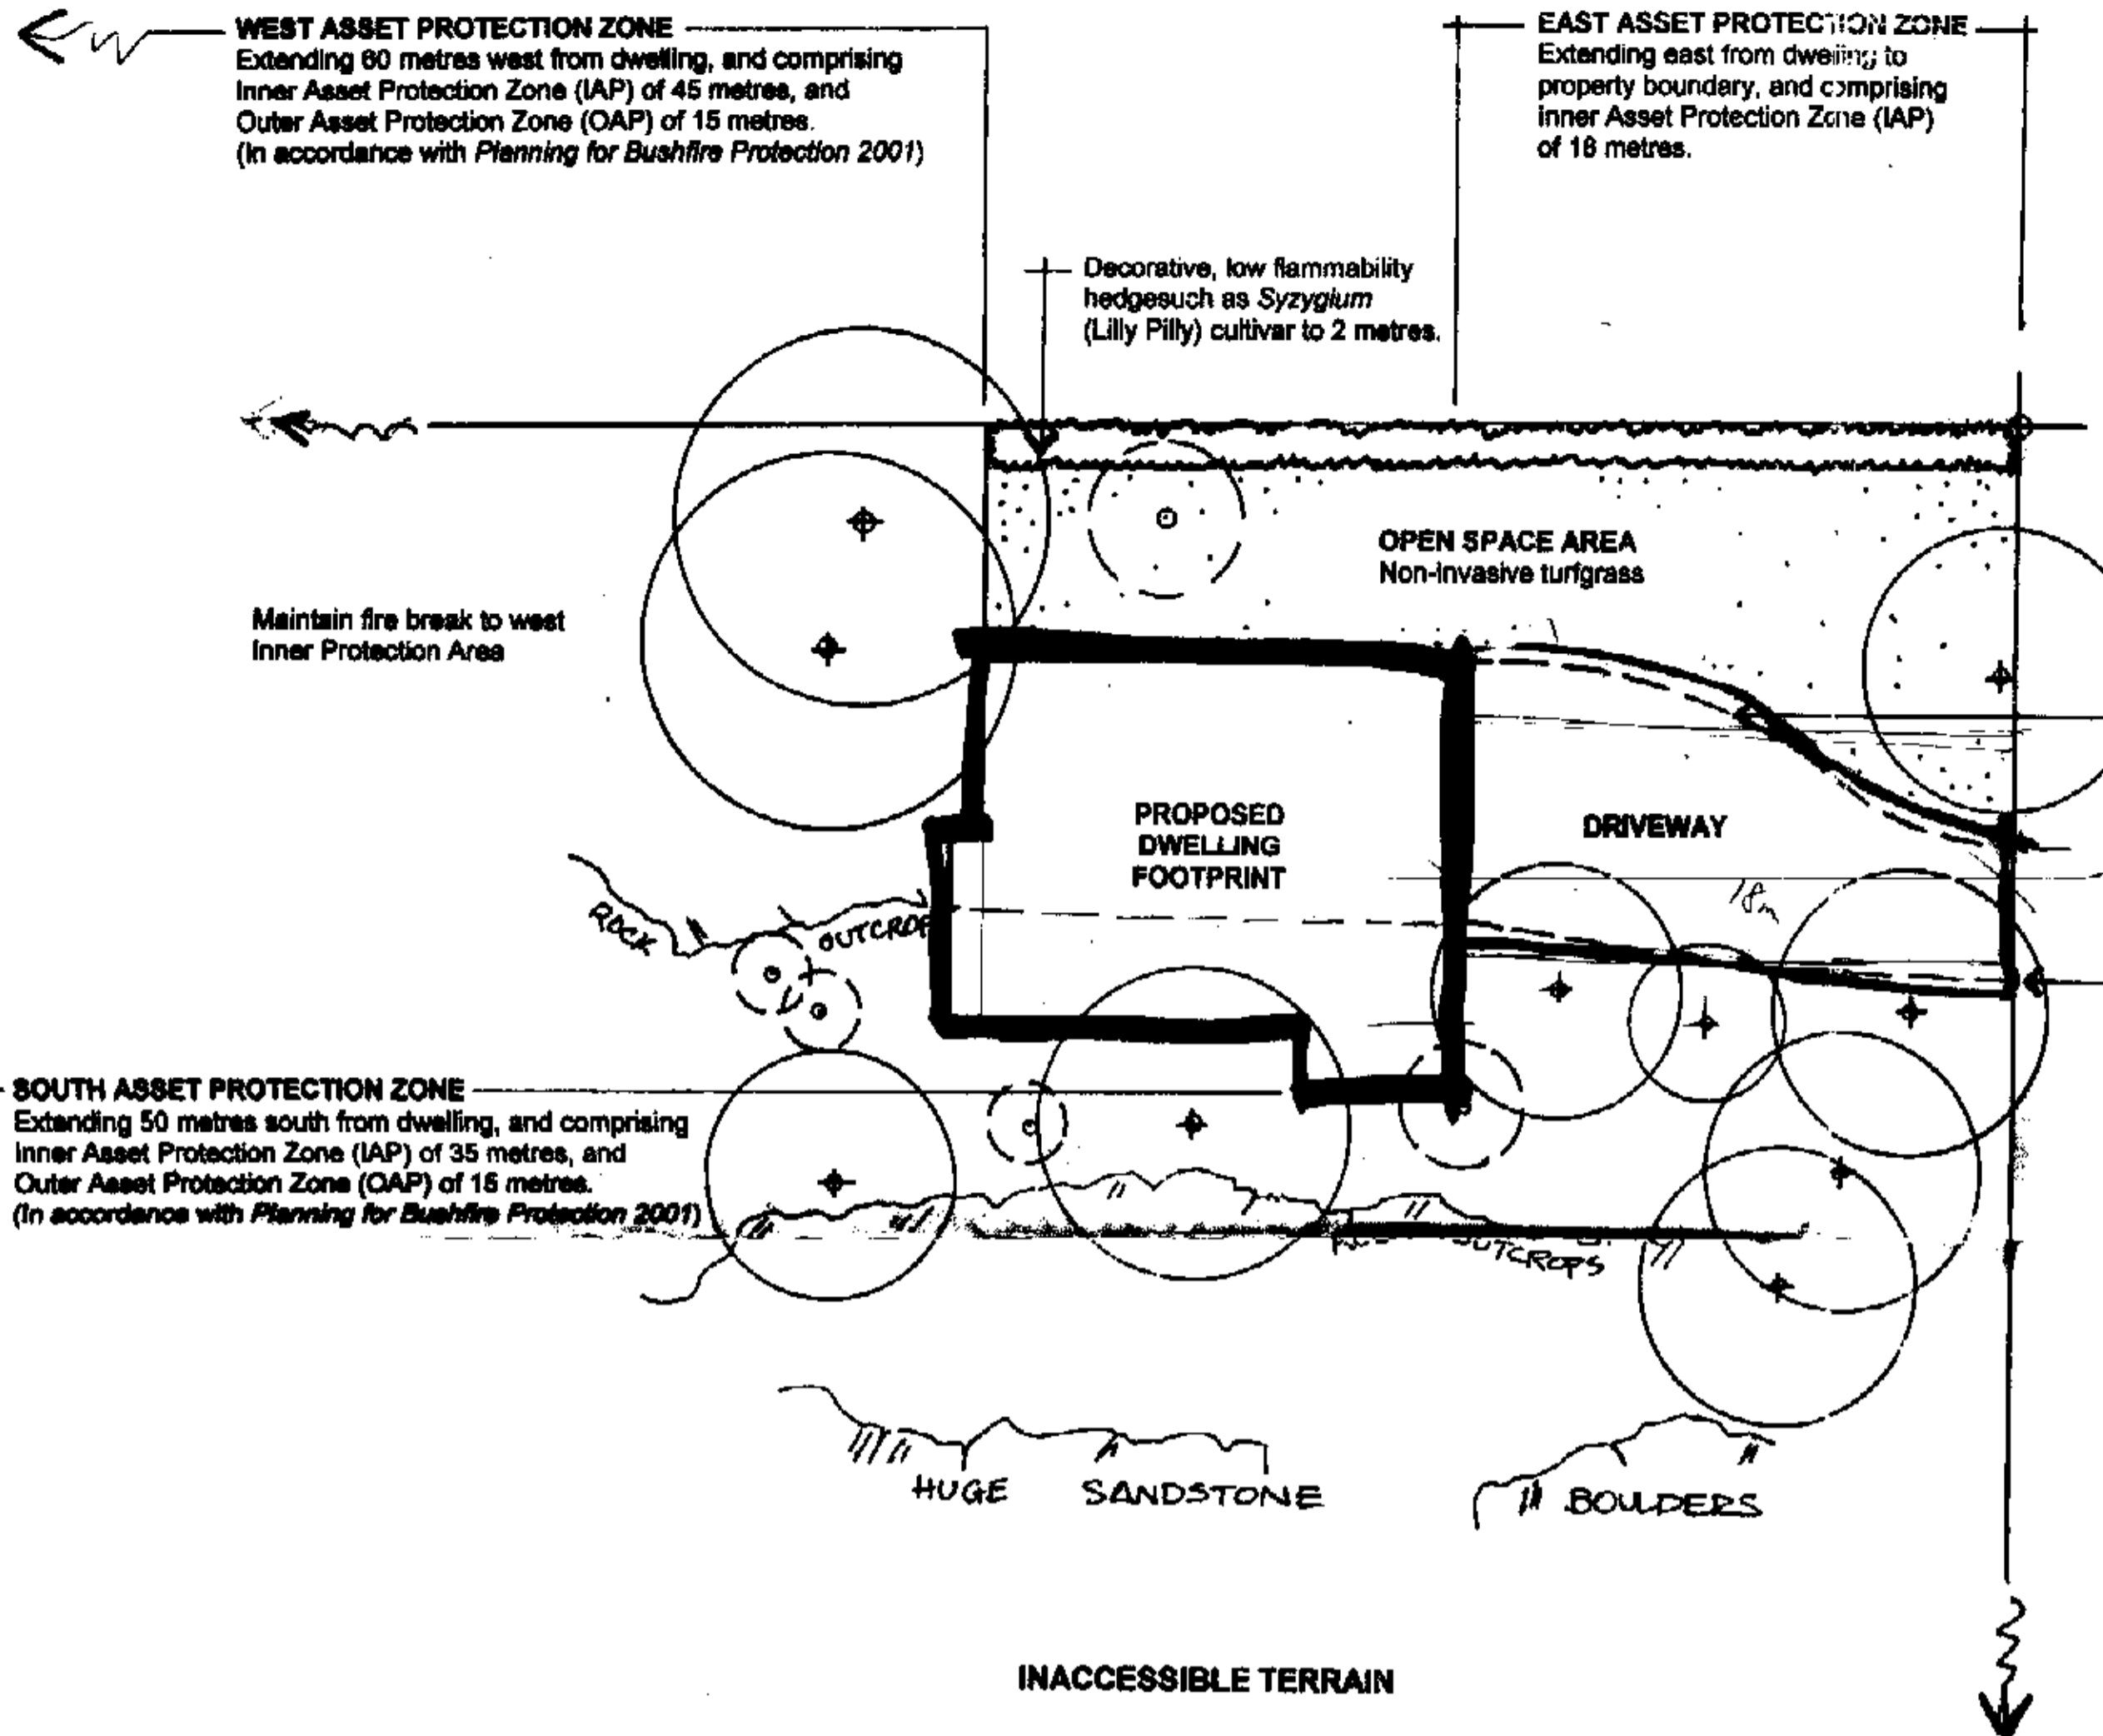 WEST ASSET PROTECTION ZONE
Extending 60 metres west from dwelling, and comprising
Inner Asset Protection Zone (IAP) of 45 metres, and
Outer Asset Protection Zone (OAP) of 15 metres.
(In accordance with Planning for Bushfire Protection 2001)
EAST ASSET PROTECTION ZONE
Extending east from dwelling to
property boundary, and comprising
inner Asset Protection Zone (IAP)
of 18 metres.
Decorative, low flammability
hedgesuch as Syzygium
(Lilly Pilly) cultivar to 2 metres.
OPEN SPACE AREA
Non-invasive turfgrass
Maintain fire break to west
Inner Protection Area
PROPOSED
DWELLING
FOOTPRINT
DRIVEWAY
18m
ROCK OUTCROP
SOUTH ASSET PROTECTION ZONE
Extending 50 metres south from dwelling, and comprising
Inner Asset Protection Zone (IAP) of 35 metres, and
Outer Asset Protection Zone (OAP) of 15 metres.
(In accordance with Planning for Bushfire Protection 2001)
OUTCROPS
HUGE SANDSTONE BOULDERS
INACCESSIBLE TERRAIN